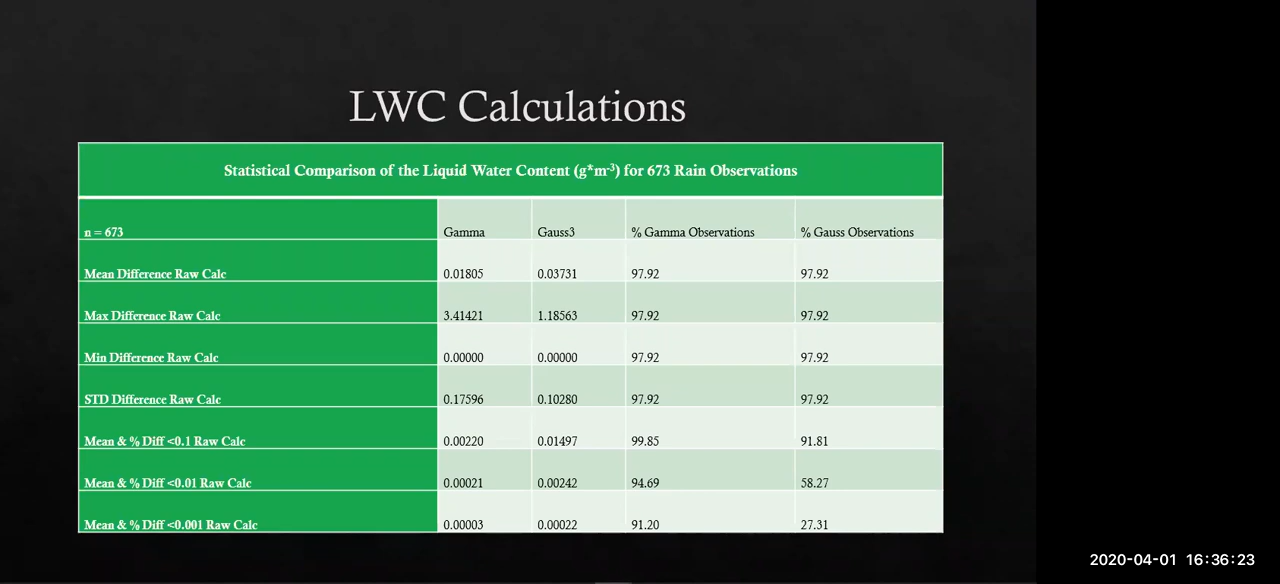 LWC Calculations
Statistical Comparison of the Liquid Water Content (g*m-3) for 673 Rain Observations
n = 673 Gamma Gauss3 % Gamma Observations % Gauss Observations
Mean Difference Raw Calc 0.01805 0.03731 97.92 97.92
Max Difference Raw Calc 3.41421 1.18563 97.92 97.92
Min Difference Raw Calc 0.00000 0.00000 97.92 97.92
STD Difference Raw Calc 0.17596 0.10280 97.92 97.92
Mean & % Diff <0.1 Raw Calc 0.00220 0.01497 99.85 91.81
Mean & % Diff <0.01 Raw Calc 0.00021 0.00242 94.69 58.27
Mean & % Diff <0.001 Raw Calc 0.00003 0.00022 91.20 27.31
2020-04-01 16:36:23